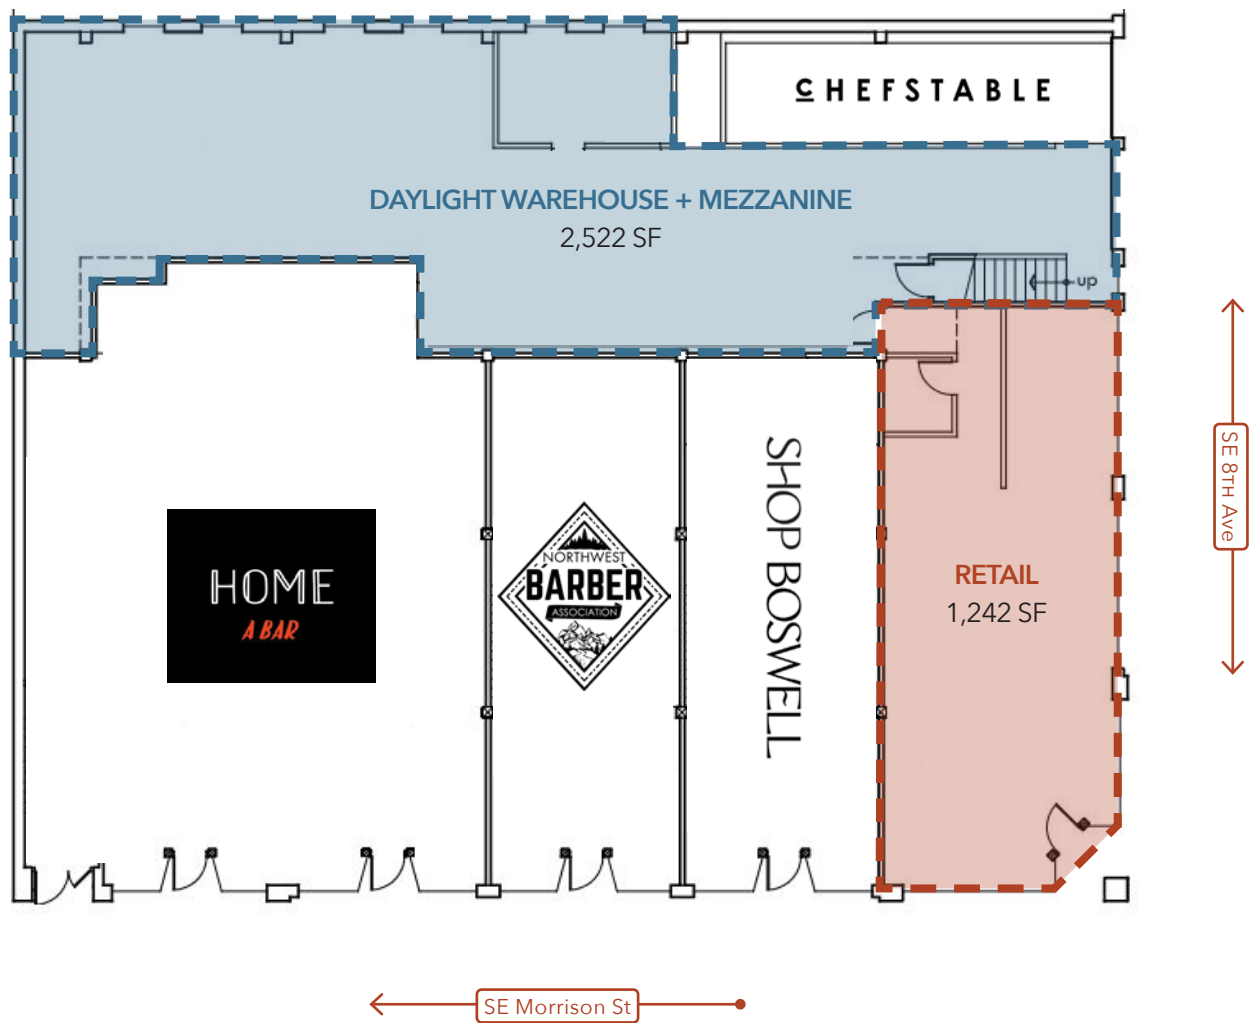 CHEFSTABLE
DAYLIGHT WAREHOUSE + MEZZANINE
2,522 SF
up
SE 8TH Ave
HOME
A BAR
NORTHWEST
BARBER
ASSOCIATION
SHOP BOSWELL
RETAIL
1,242 SF
SE Morrison St